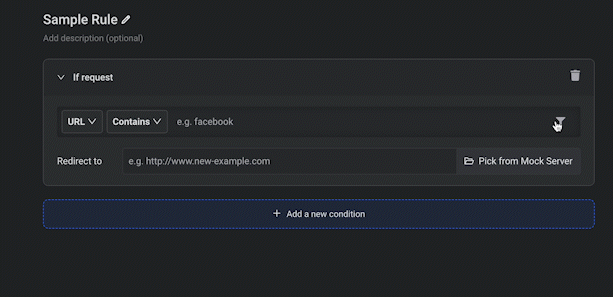 Sample Rule
Add description (optional)
If request
URL Contains e.g. facebook
Redirect to e.g. http://www.new-example.com Pick from Mock Server
+ Add a new condition